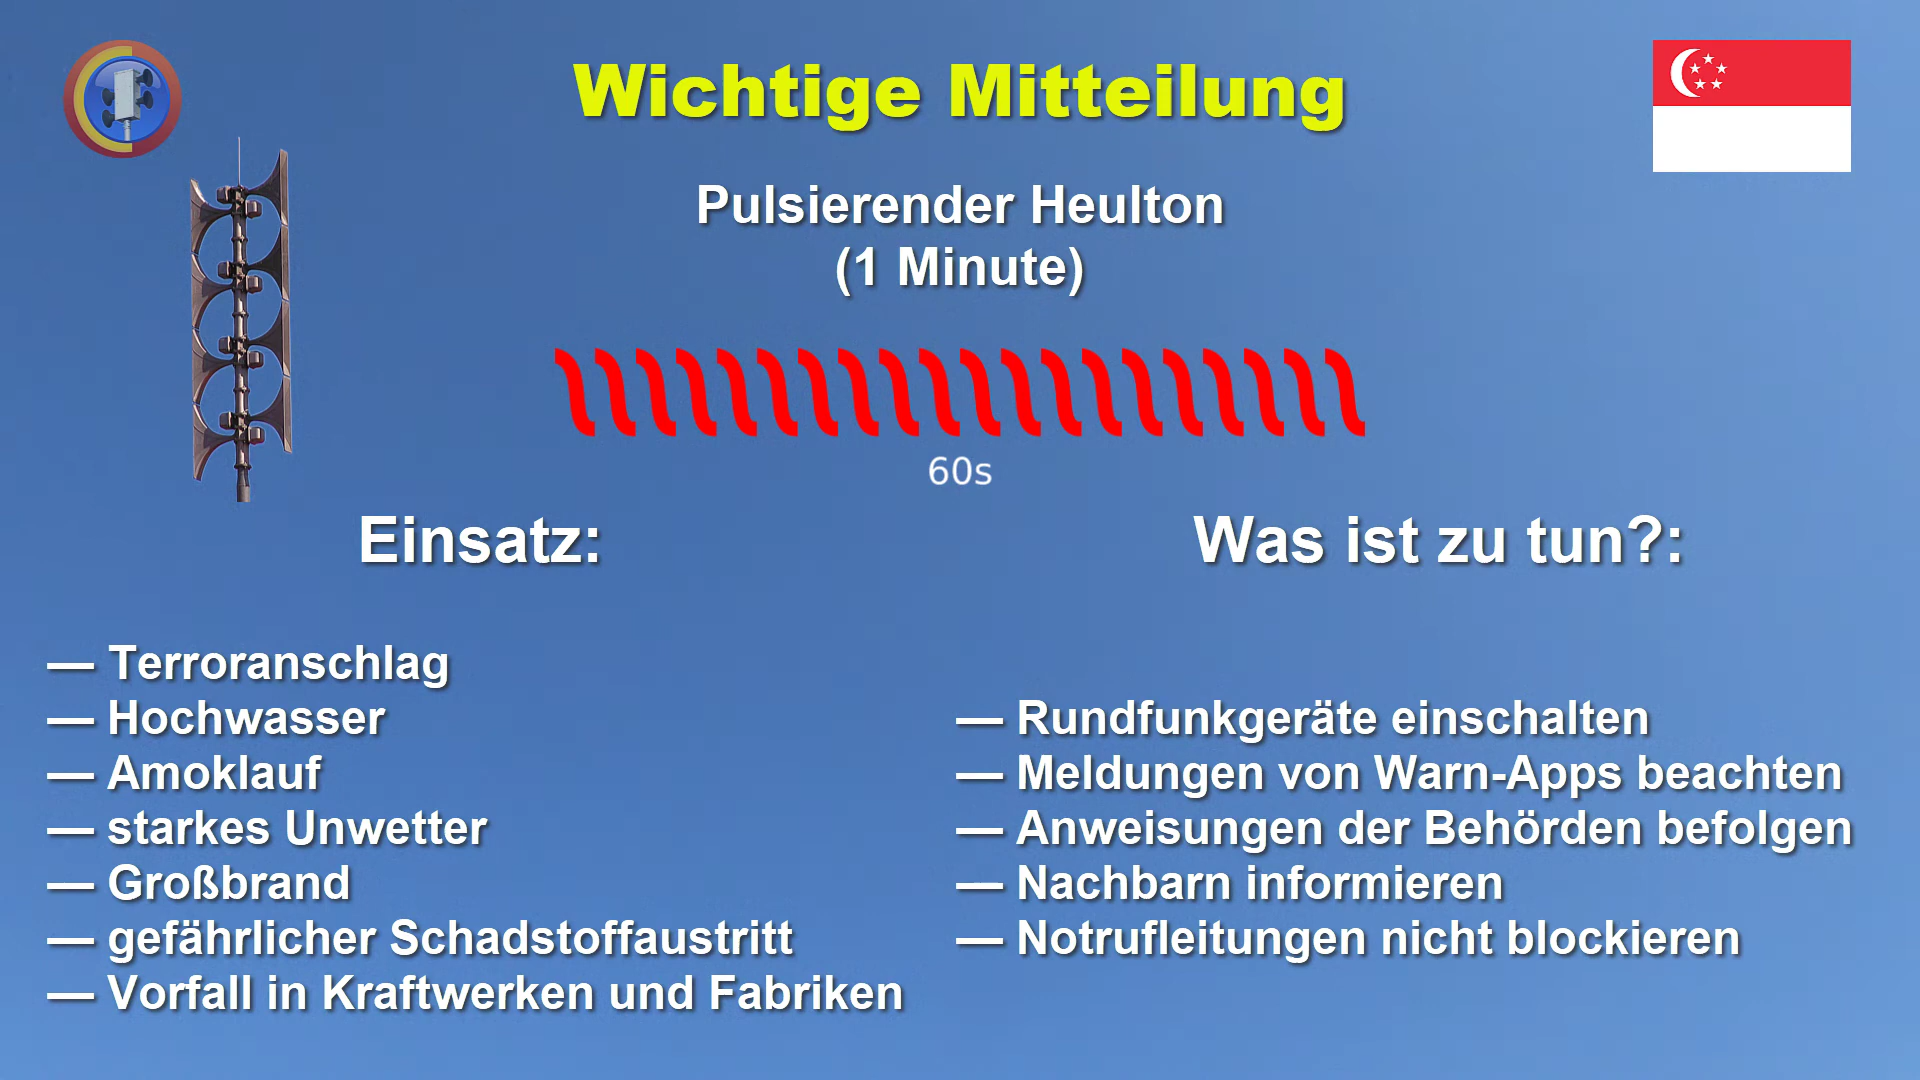 Wichtige Mitteilung
Pulsierender Heulton
(1 Minute)
60s
Einsatz:
— Terroranschlag
— Hochwasser
— Amoklauf
— starkes Unwetter
— Großbrand
— gefährlicher Schadstoffaustritt
— Vorfall in Kraftwerken und Fabriken
Was ist zu tun?:
— Rundfunkgeräte einschalten
— Meldungen von Warn-Apps beachten
— Anweisungen der Behörden befolgen
— Nachbarn informieren
— Notrufleitungen nicht blockieren